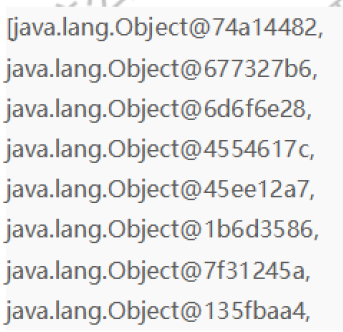 [java.lang.Object@74a14482,
java.lang.Object@677327b6,
java.lang.Object@6d6f6e28,
java.lang.Object@4554617c,
java.lang.Object@45ee12a7,
java.lang.Object@1b6d3586,
java.lang.Object@7f31245a,
java.lang.Object@135fbaa4,